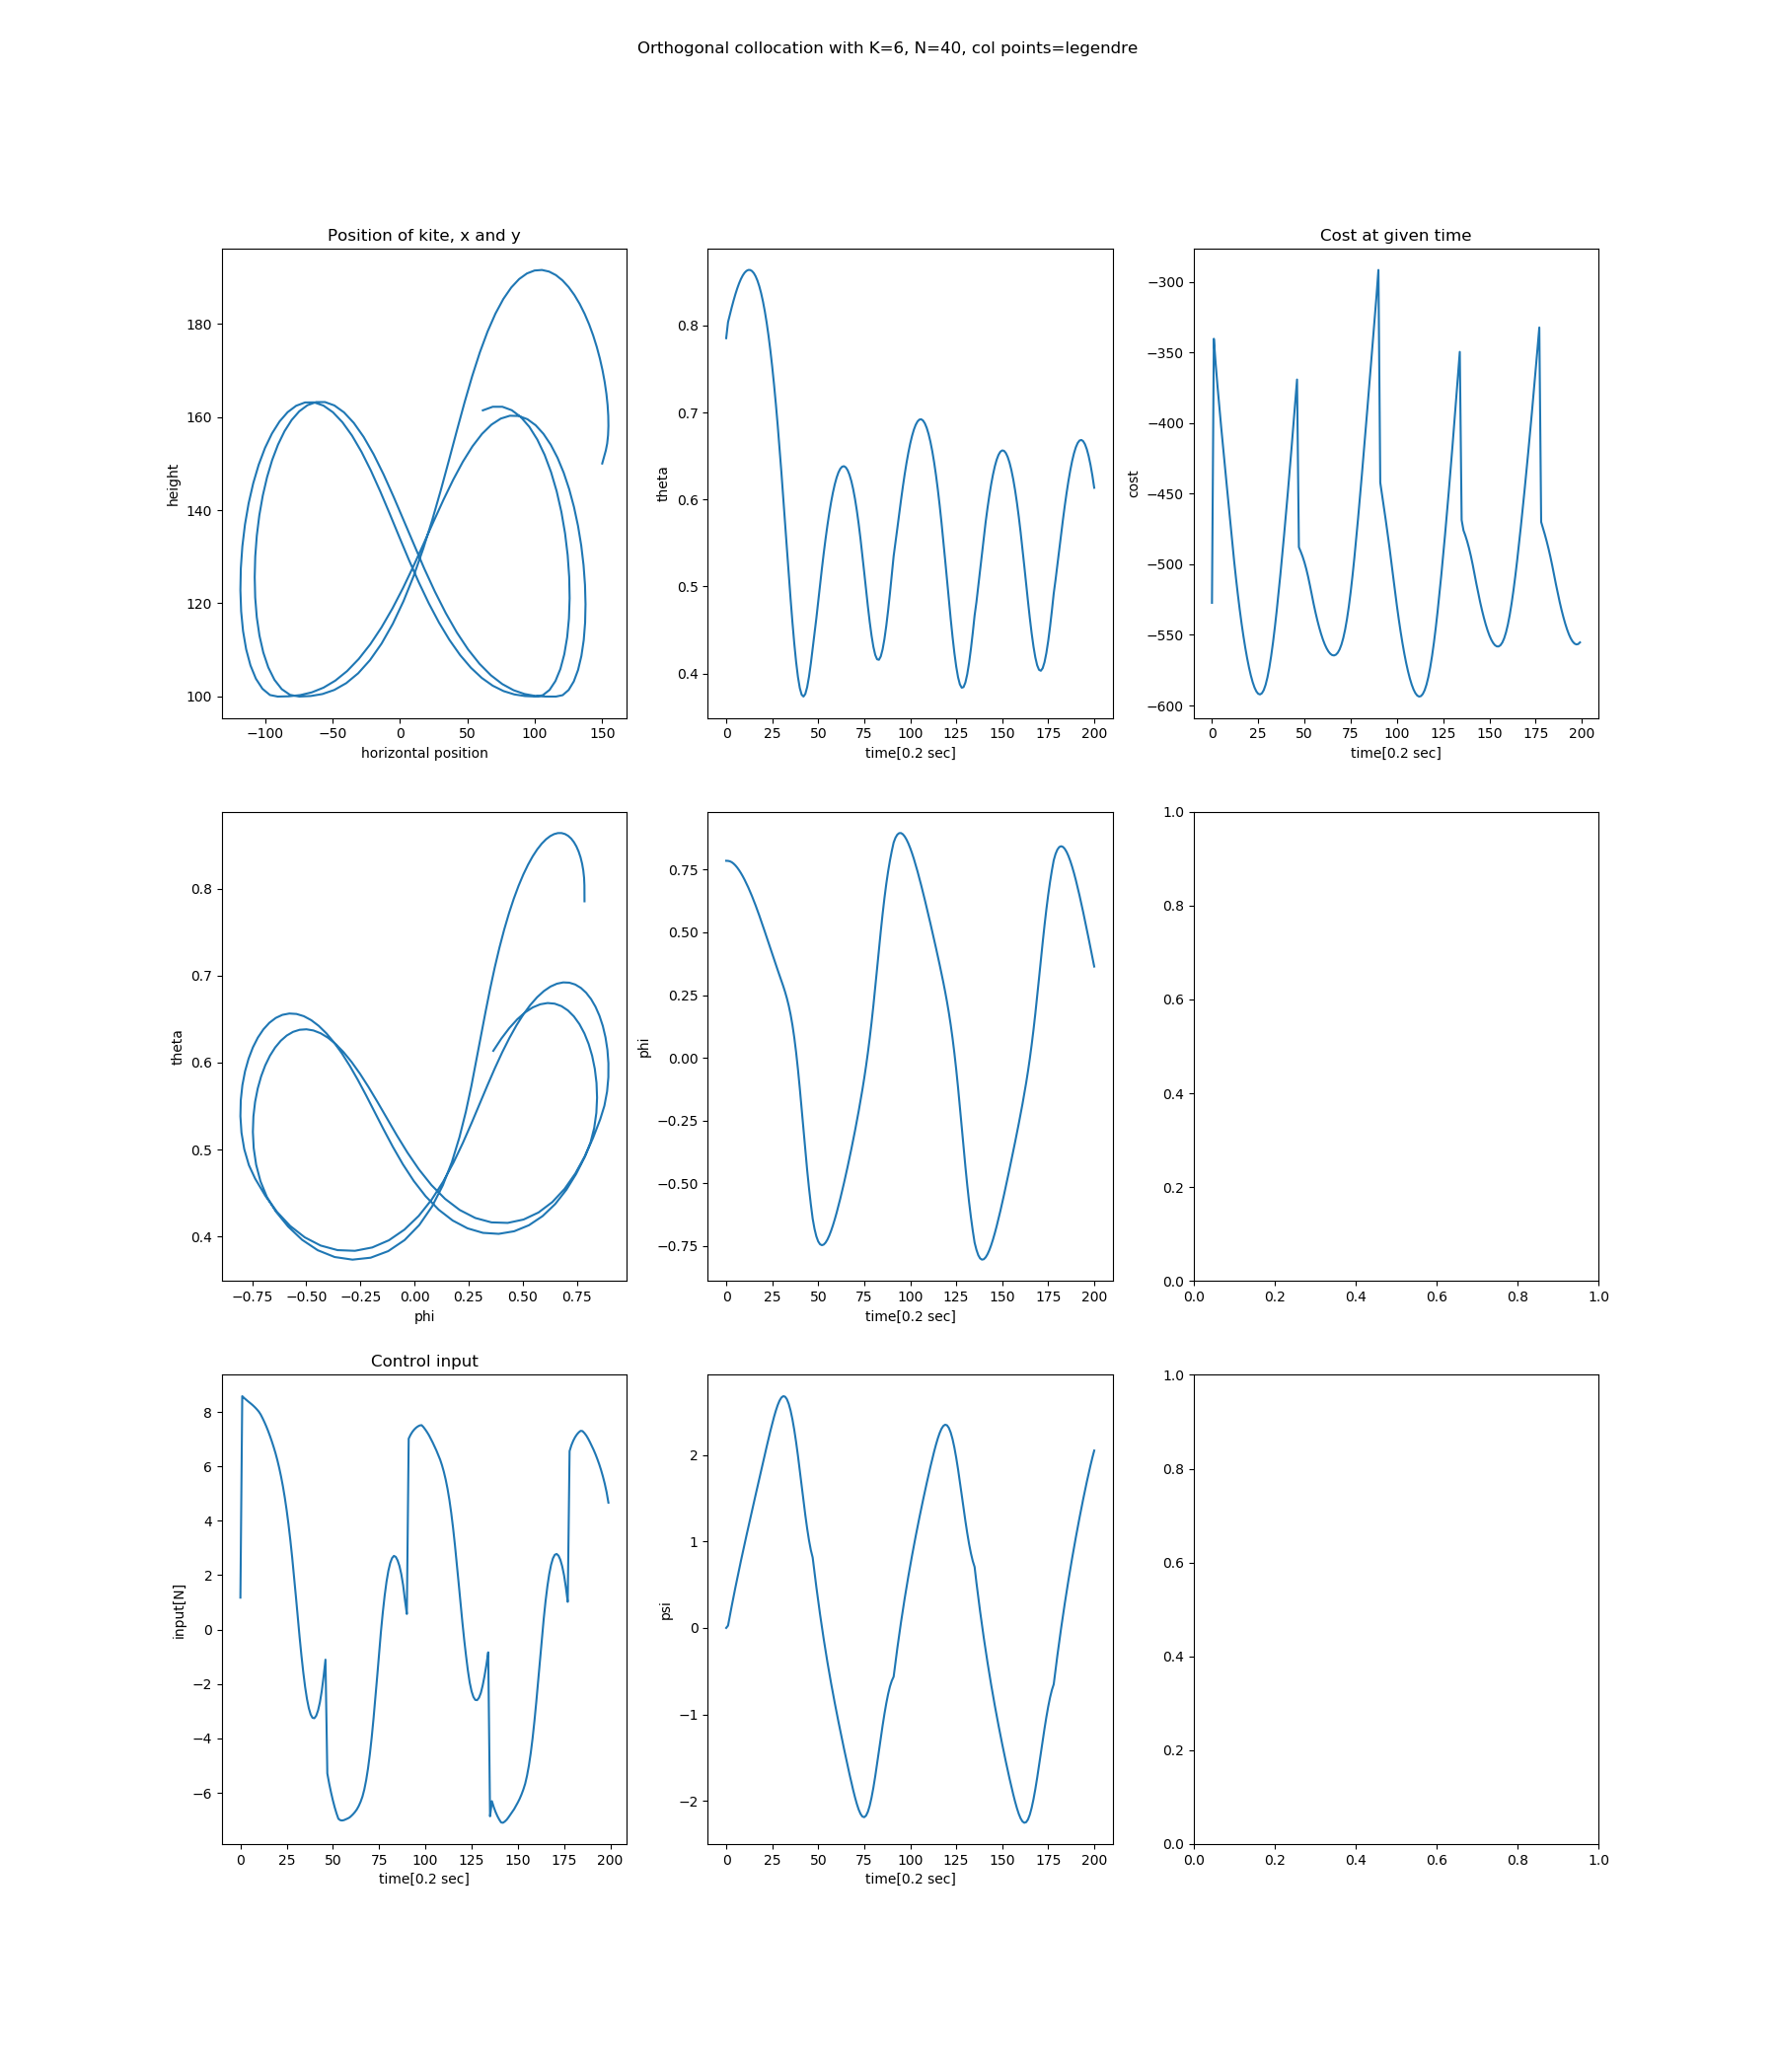 Orthogonal collocation with K=6, N=40, col points=legendre
Position of kite, x and y
height
180
160
140
120
100
−100 −50 0 50 100 150
horizontal position
theta
0.8
0.7
0.6
0.5
0.4
0 25 50 75 100 125 150 175 200
time[0.2 sec]
Cost at given time
cost
−300
−350
−400
−450
−500
−550
−600
0 25 50 75 100 125 150 175 200
time[0.2 sec]
theta
0.8
0.7
0.6
0.5
0.4
−0.75 −0.50 −0.25 0.00 0.25 0.50 0.75
phi
phi
0.75
0.50
0.25
0.00
−0.25
−0.50
−0.75
0 25 50 75 100 125 150 175 200
time[0.2 sec]
1.0
0.8
0.6
0.4
0.2
0.0
0.0 0.2 0.4 0.6 0.8 1.0
Control input
input[N]
8
6
4
2
0
−2
−4
−6
0 25 50 75 100 125 150 175 200
time[0.2 sec]
psi
2
1
0
−1
−2
0 25 50 75 100 125 150 175 200
time[0.2 sec]
1.0
0.8
0.6
0.4
0.2
0.0
0.0 0.2 0.4 0.6 0.8 1.0